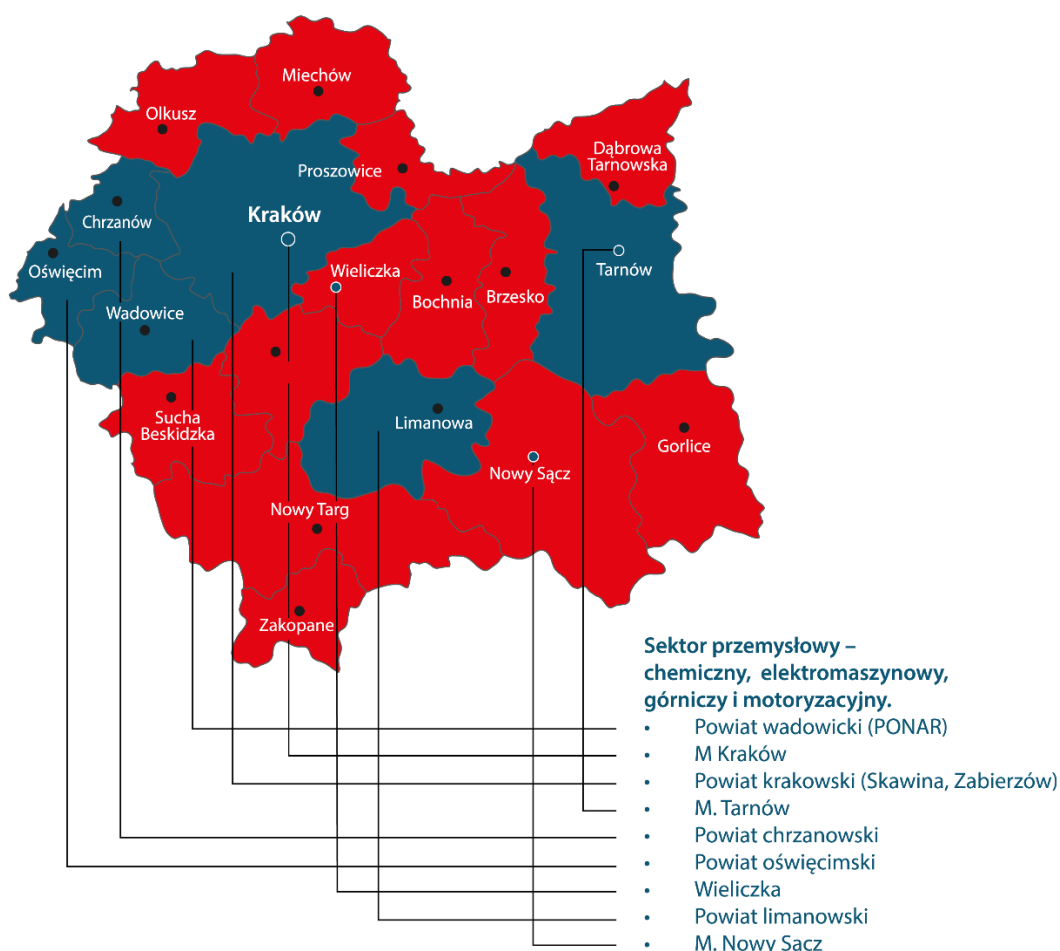 Miechów
Olkusz
Dąbrowa
Tarnowska
Proszowice
Chrzanów
Kraków
Oświęcim
Wieliczka
Tarnów
Bochnia
Brzesko
Wadowice
Sucha
Beskidzka
Limanowa
Gorlice
Nowy Sącz
Nowy Targ
Zakopane
Sektor przemysłowy –
chemiczny, elektromaszynowy,
górniczy i motoryzacyjny.
• Powiat wadowicki (PONAR)
• M Kraków
• Powiat krakowski (Skawina, Zabierzów)
• M. Tarnów
• Powiat chrzanowski
• Powiat oświęcimski
• Wieliczka
• Powiat limanowski
• M. Nowy Sącz